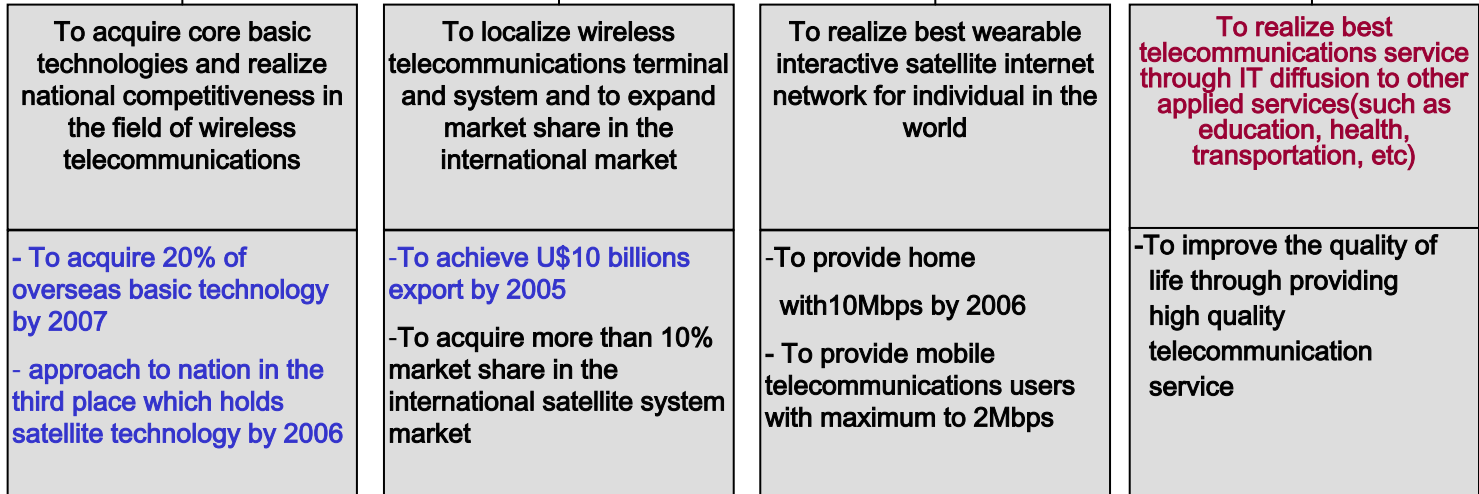 To acquire core basic
technologies and realize
national competitiveness in
the field of wireless
telecommunications
- To acquire 20% of
overseas basic technology
by 2007
- approach to nation in the
third place which holds
satellite technology by 2006
To localize wireless
telecommunications terminal
and system and to expand
market share in the
international market
-To achieve U$10 billions
export by 2005
-To acquire more than 10%
market share in the
international satellite system
market
To realize best wearable
interactive satellite internet
network for individual in the
world
-To provide home
with10Mbps by 2006
- To provide mobile
telecommunications users
with maximum to 2Mbps
To realize best
telecommunications service
through IT diffusion to other
applied services(such as
education, health,
transportation, etc)
-To improve the quality of
life through providing
high quality
telecommunication
service